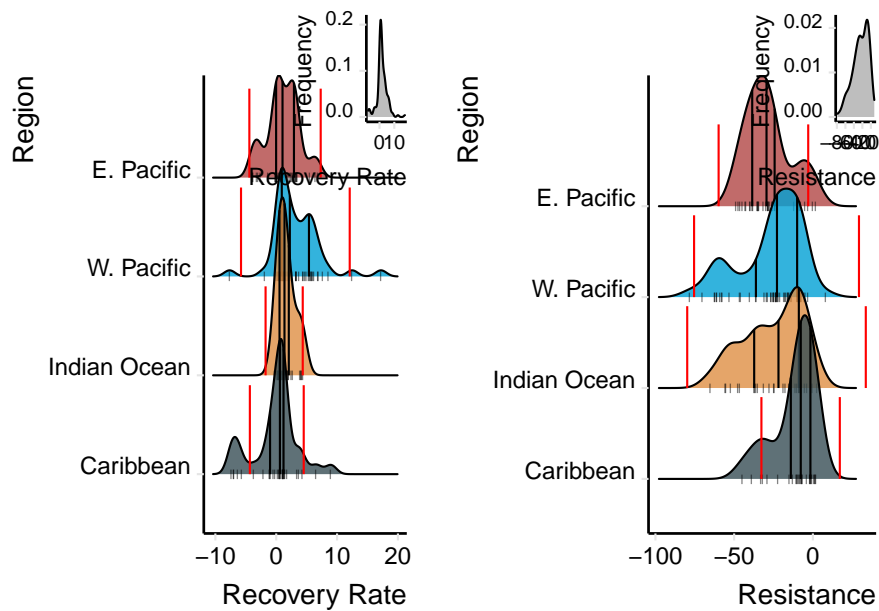 Region
E. Pacific
W. Pacific
Indian Ocean
Caribbean
−10
0
10
20
Recovery Rate
Frequency
0.2
0.1
0.0
0
10
Recovery Rate
Region
E. Pacific
W. Pacific
Indian Ocean
Caribbean
−100
−50
0
Resistance
Frequency
0.02
0.01
0.00
Resistance